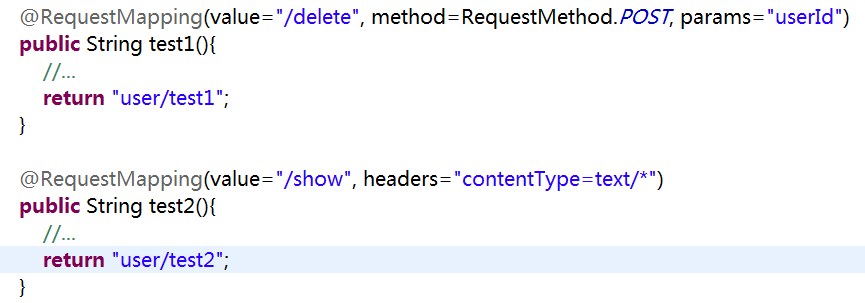 @RequestMapping(value="/delete", method=RequestMethod.POST, params="userId")
public String test1(){
//...
return "user/test1";
}
@RequestMapping(value="/show", headers="contentType=text/*")
public String test2(){
//...
return "user/test2";
}